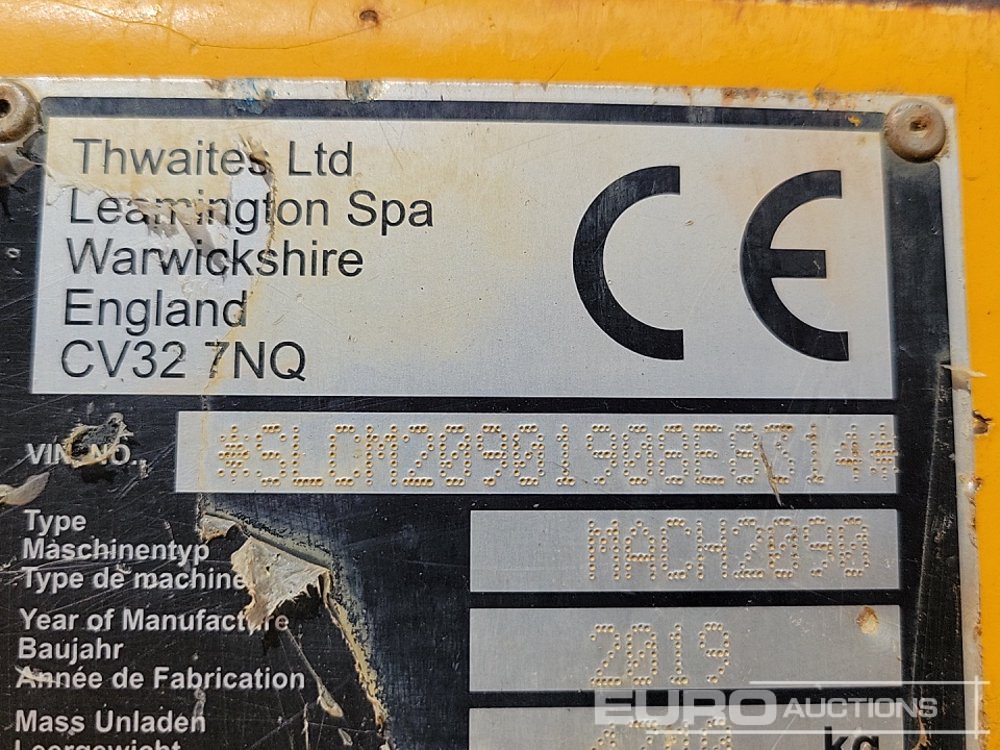 Thwaites Ltd
Leamington Spa
Warwickshire
England
CV32 7NQ
CE
VIN. NO..
Type
Maschinentyp
Type de machine
MACH2090
Year of Manufacture
Baujahr
Année de Fabrication
2019
Mass Unladen
Leergewicht
kg
EURO AUCTIONS